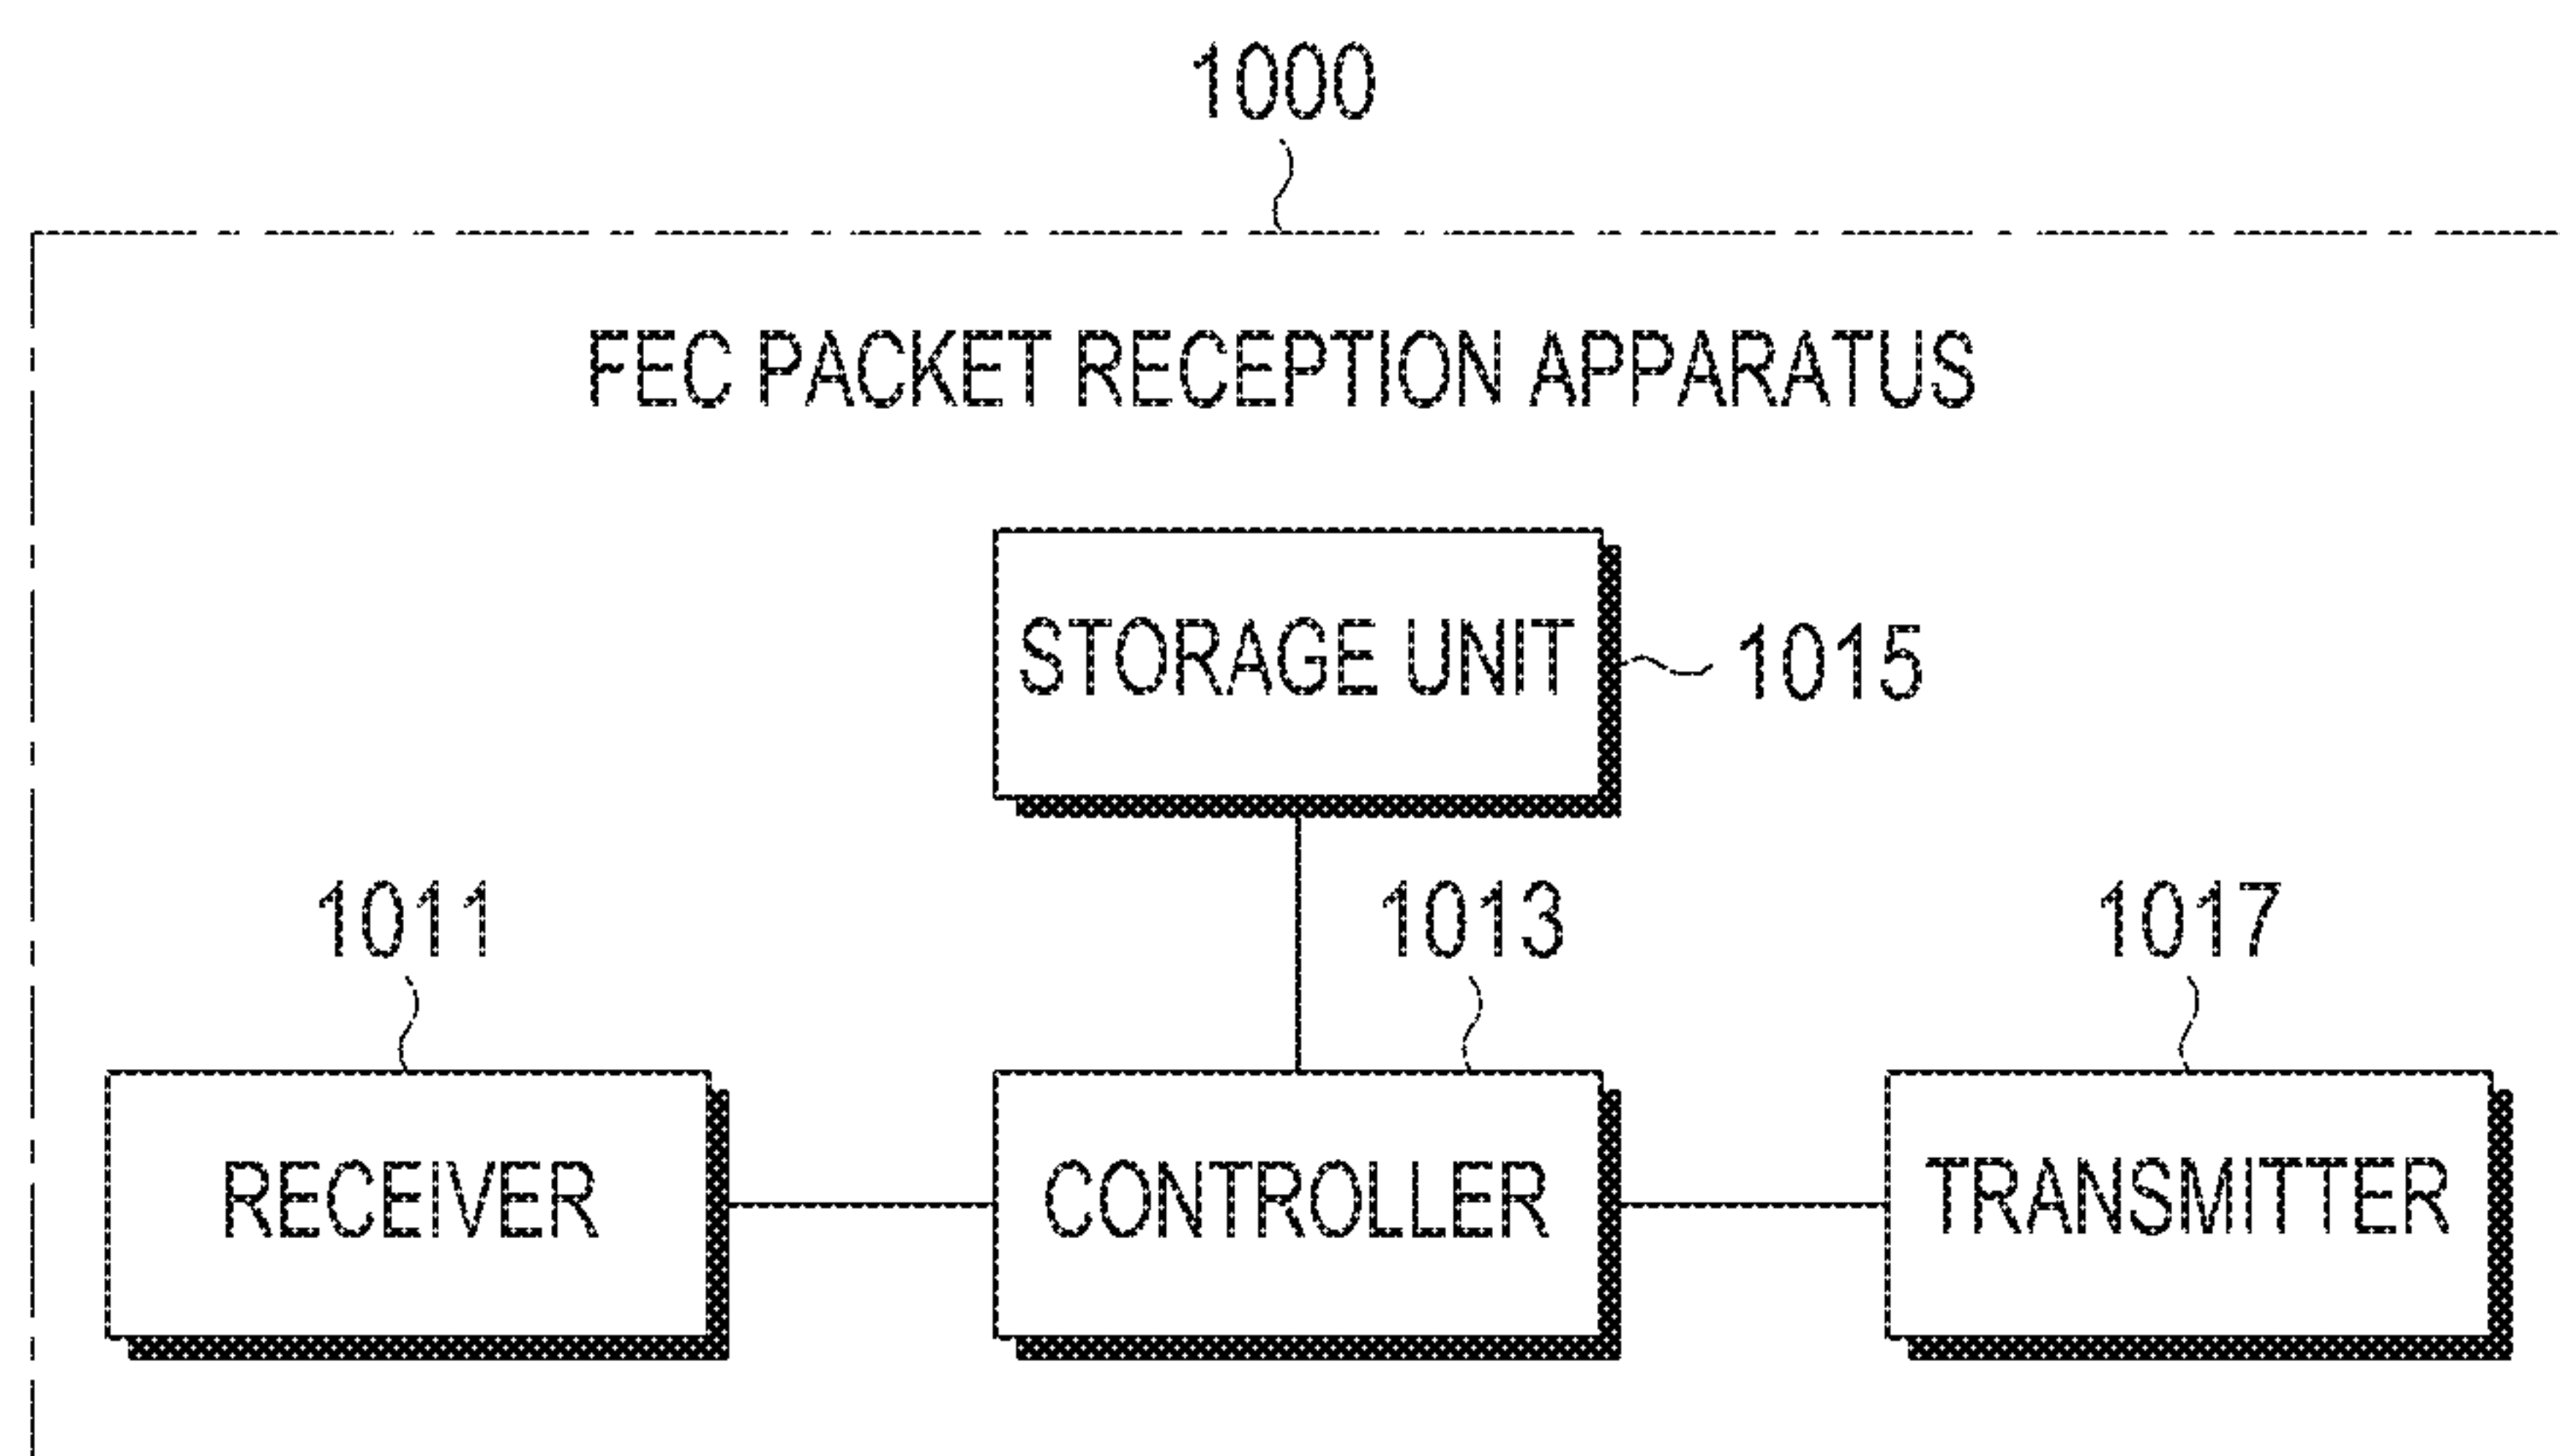 1000
FEC PACKET RECEPTION APPARATUS
STORAGE UNIT
1015
1011
1013
1017
RECEIVER
CONTROLLER
TRANSMITTER